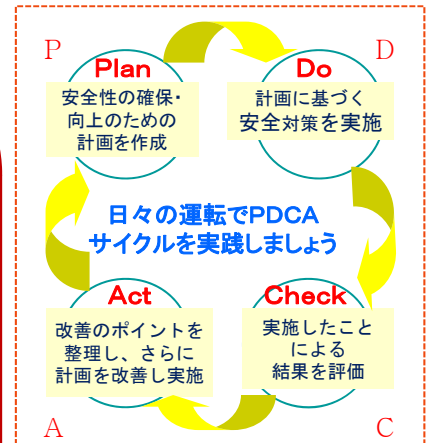 P
D
Plan
安全性の確保・
向上のための
計画を作成
Do
計画に基づく
安全対策を実施
日々の運転でPDCA
サイクルを実践しましょう
Act
改善のポイントを
整理し、さらに
計画を改善し実施
Check
実施したこと
による
結果を評価
A
C